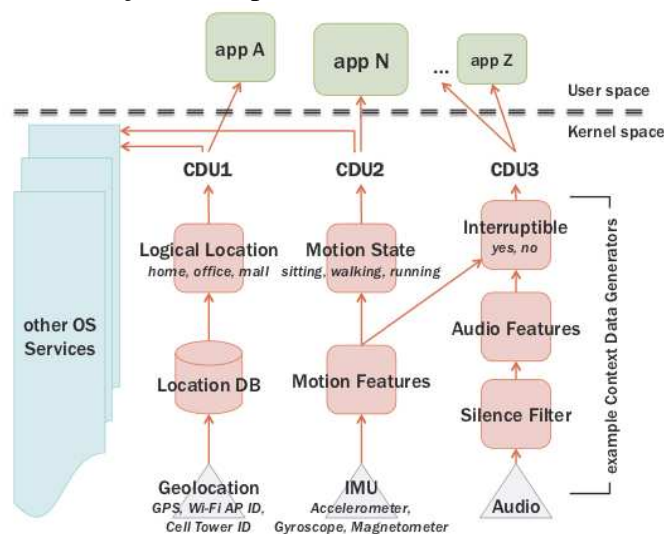 app A
app N
...
app Z
User space
Kernel space
CDU1
CDU2
CDU3
Logical Location
home, office, mall
Motion State
sitting, walking, running
Interruptible
yes, no
other OS
Services
Location DB
Motion Features
Audio Features
Silence Filter
example Context Data Generators
Geolocation
GPS, Wi-Fi AP ID,
Cell Tower ID
IMU
Accelerometer,
Gyroscope, Magnetometer
Audio